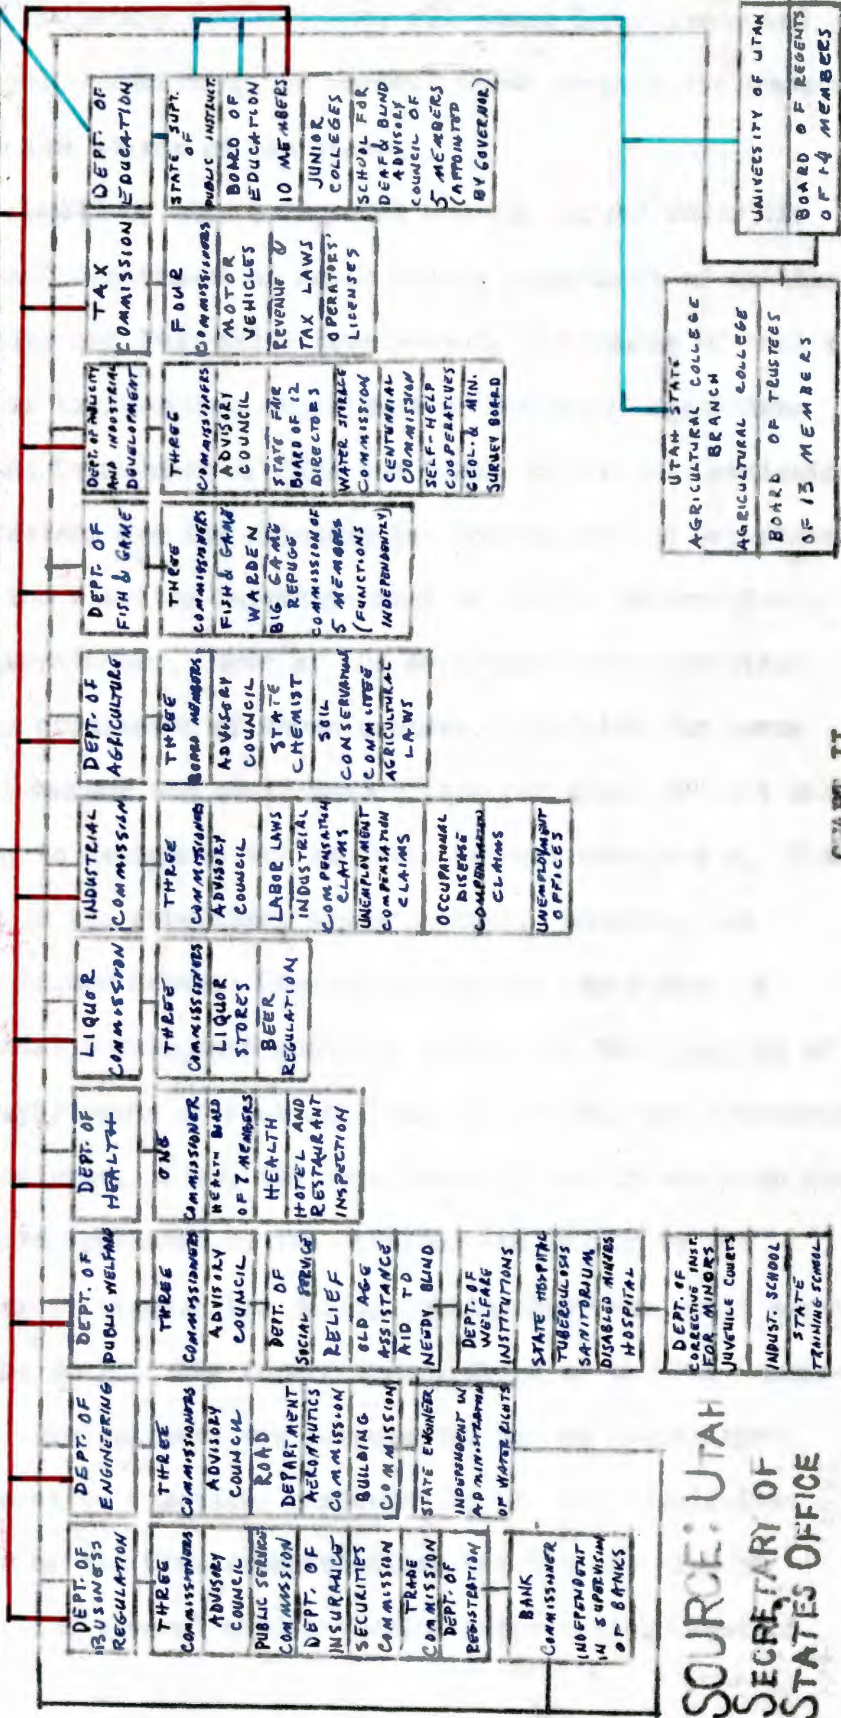 DEPT. OF
BUSINESS
REGULATION
THREE
COMMISSIONERS
ADVISORY
COUNCIL
PUBLIC SERVICE
COMMISSION
DEPT. OF
INSURANCE
SECURITIES
COMMISSION
TRADE
COMMISSION
DEPT. OF
REGISTRATION
BANK
COMMISSIONER
INDEPENDENT
IN SUPERVISION
OF BANKS
DEPT. OF
ENGINEERING
THREE
COMMISSIONERS
ADVISORY
COUNCIL
ROAD
DEPARTMENT
AERONAUTICS
COMMISSION
BUILDING
COMMISSION
STATE ENGINEER
INDEPENDENT IN
ADMINISTRATION
OF WATER
DEPT. OF
PUBLIC WELFARE
THREE
COMMISSIONERS
ADVISORY
COUNCIL
DEPT. OF
SOCIAL SERVICE
RELIEF
OLD AGE
ASSISTANCE
AID TO
NEEDY BLIND
DEPT. OF
WELFARE
INSTITUTIONS
STATE HOSPITAL
TUBERCULOSIS
SANITORIUM
DISABLED MINERS
HOSPITAL
DEPT. OF
CORRECTIVE INST.
FOR MINORS
JUVENILE COURTS
INDUST. SCHOOL
STATE
TRAINING SCHOOL
DEPT. OF
HEALTH
ONE
COMMISSIONER
HEALTH BOARD
OF 7 MEMBERS
HEALTH
HOTEL AND
RESTAURANT
INSPECTION
LIQUOR
COMMISSION
THREE
COMMISSIONERS
LIQUOR
STORES
BEER
REGULATION
INDUSTRIAL
COMMISSION
THREE
COMMISSIONERS
ADVISORY
COUNCIL
LABOR LAWS
INDUSTRIAL
COMPENSATION
CLAIMS
UNEMPLOYMENT
COMPENSATION
CLAIMS
OCCUPATIONAL
DISEASE
COMPENSATION
CLAIMS
UNEMPLOYMENT
OFFICES
DEPT. OF
AGRICULTURE
THREE
BOARD MEMBERS
ADVISORY
COUNCIL
STATE
CHEMIST
SOIL
CONSERVATION
COMMITTEE
AGRICULTURAL
LAWS
DEPT. OF
FISH & GAME
THREE
COMMISSIONERS
FISH & GAME
WARDEN
BIG GAME
REFUGE
COMMISSION OF
5 MEMBERS
(FUNCTIONS
INDEPENDENTLY)
DEPT. OF PUBLICITY
AND INDUSTRIAL
DEVELOPMENT
THREE
COMMISSIONERS
ADVISORY
COUNCIL
STATE FAIR
BOARD OF 12
DIRECTORS
WATER STORAGE
COMMISSION
CENTENNIAL
COMMISSION
SELF-HELP
COOPERATIVES
GEOL. & MIN.
SURVEY BOARD
TAX
COMMISSION
FOUR
COMMISSIONERS
MOTOR
VEHICLES
REVENUE &
TAX LAWS
OPERATORS'
LICENSES
DEPT. OF
EDUCATION
STATE SUPT.
OF
PUBLIC INSTRUCT.
BOARD OF
EDUCATION
10 MEMBERS
JUNIOR
COLLEGES
SCHOOL FOR
DEAF & BLIND
ADVISORY
COUNCIL OF
5 MEMBERS
(APPOINTED
BY GOVERNOR)
UTAH STATE
AGRICULTURAL COLLEGE
BRANCH
AGRICULTURAL COLLEGE
BOARD OF TRUSTEES
OF 13 MEMBERS
UNIVERSITY OF UTAH
BOARD OF REGENTS
OF 14 MEMBERS
SOURCE: UTAH
SECRETARY OF
STATES OFFICE